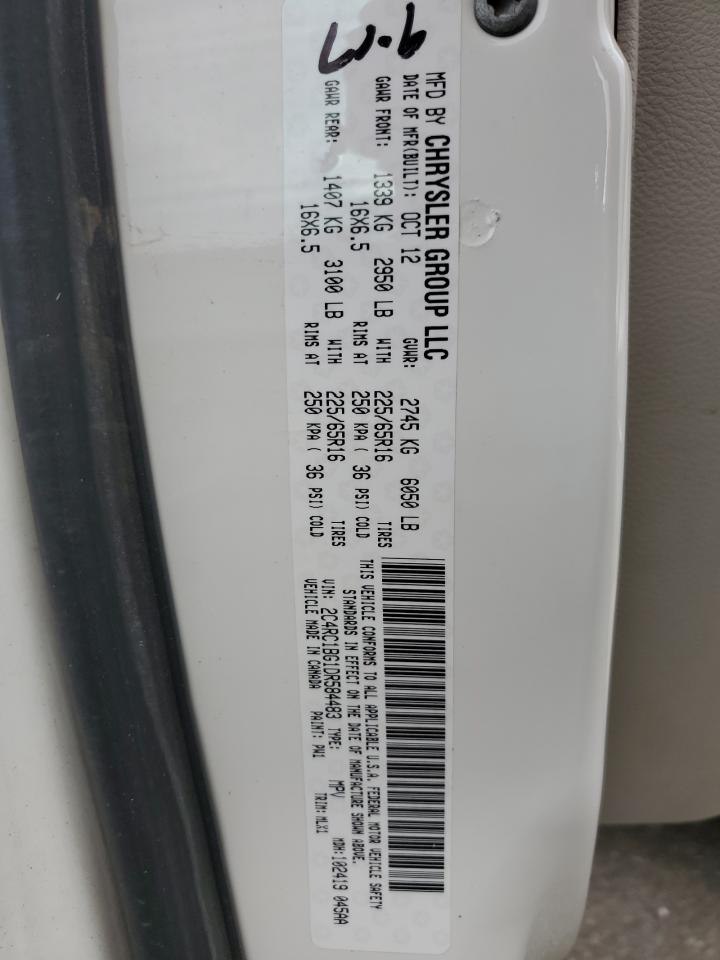 MFD BY CHRYSLER GROUP LLC
DATE OF MFR(BUILT): OCT 12 GVWR: 2745 KG 6050 LB
GAWR FRONT: 1339 KG 2950 LB WITH 225/65R16 TIRES
16X6.5 RIMS AT 250 KPA ( 36 PSI) COLD
GAWR REAR: 1407 KG 3100 LB WITH 225/65R16 TIRES
16X6.5 RIMS AT 250 KPA ( 36 PSI) COLD
THIS VEHICLE CONFORMS TO ALL APPLICABLE U.S.A. FEDERAL MOTOR VEHICLE SAFETY
STANDARDS IN EFFECT ON THE DATE OF MANUFACTURE SHOWN ABOVE.
VIN: 2C4RC1BG1DR584483 TYPE: MPV MDH:102419 045AA
VEHICLE MADE IN CANADA PAINT: PW1 TRIM: MLX1